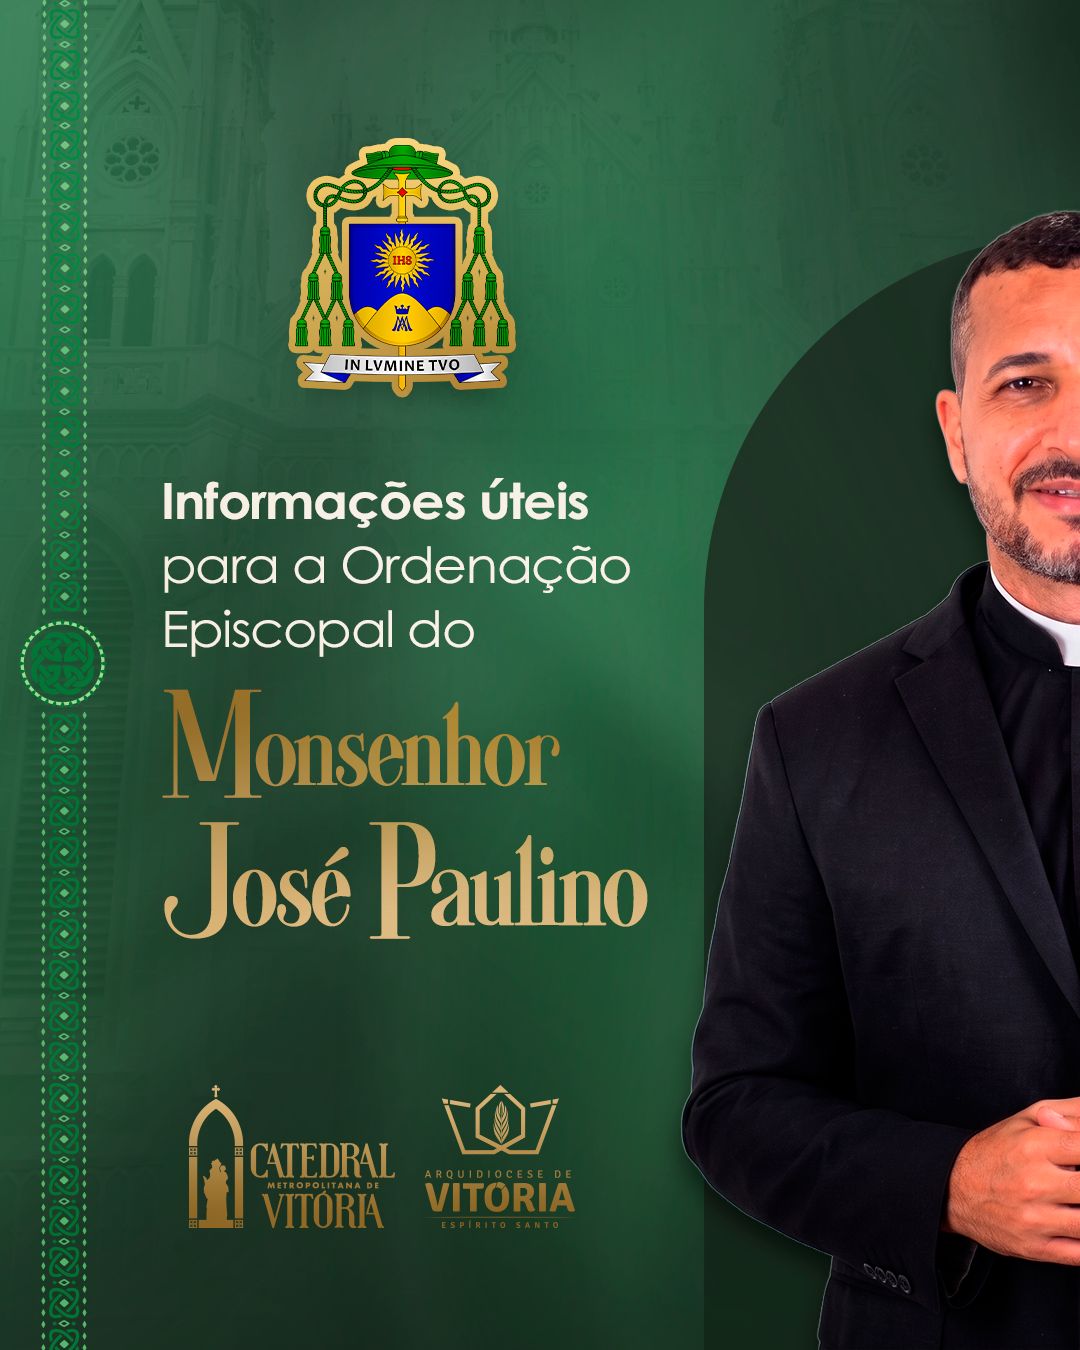 IHS
IN LVMINE TVO
Informações úteis
para a Ordenação
Episcopal do
Monsenhor
José Paulino
CATEDRAL
METROPOLITANA DE
VITÓRIA
ARQUIDIOCESE DE
VITÓRIA
ESPÍRITO SANTO